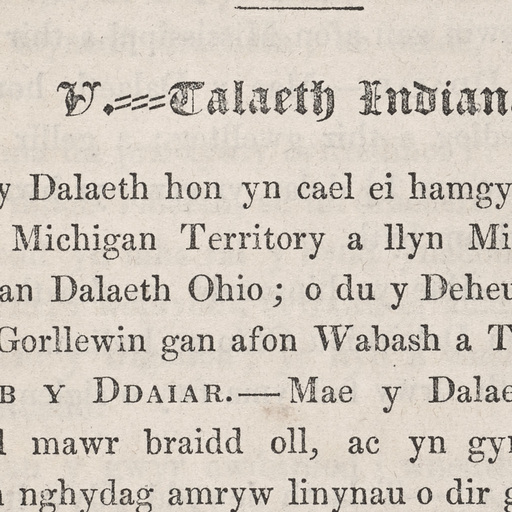 V.===Talaeth Indian
y Dalaeth hon yn cael ei hamgy
Michigan Territory a llyn Mi
an Dalaeth Ohio; o du y Deheu
Gorllewin gan afon Wabash a T
B Y DDAIAR.—Mae y Dalae
l mawr braidd oll, ac yn gyn
nghydag amryw linynau o dir g